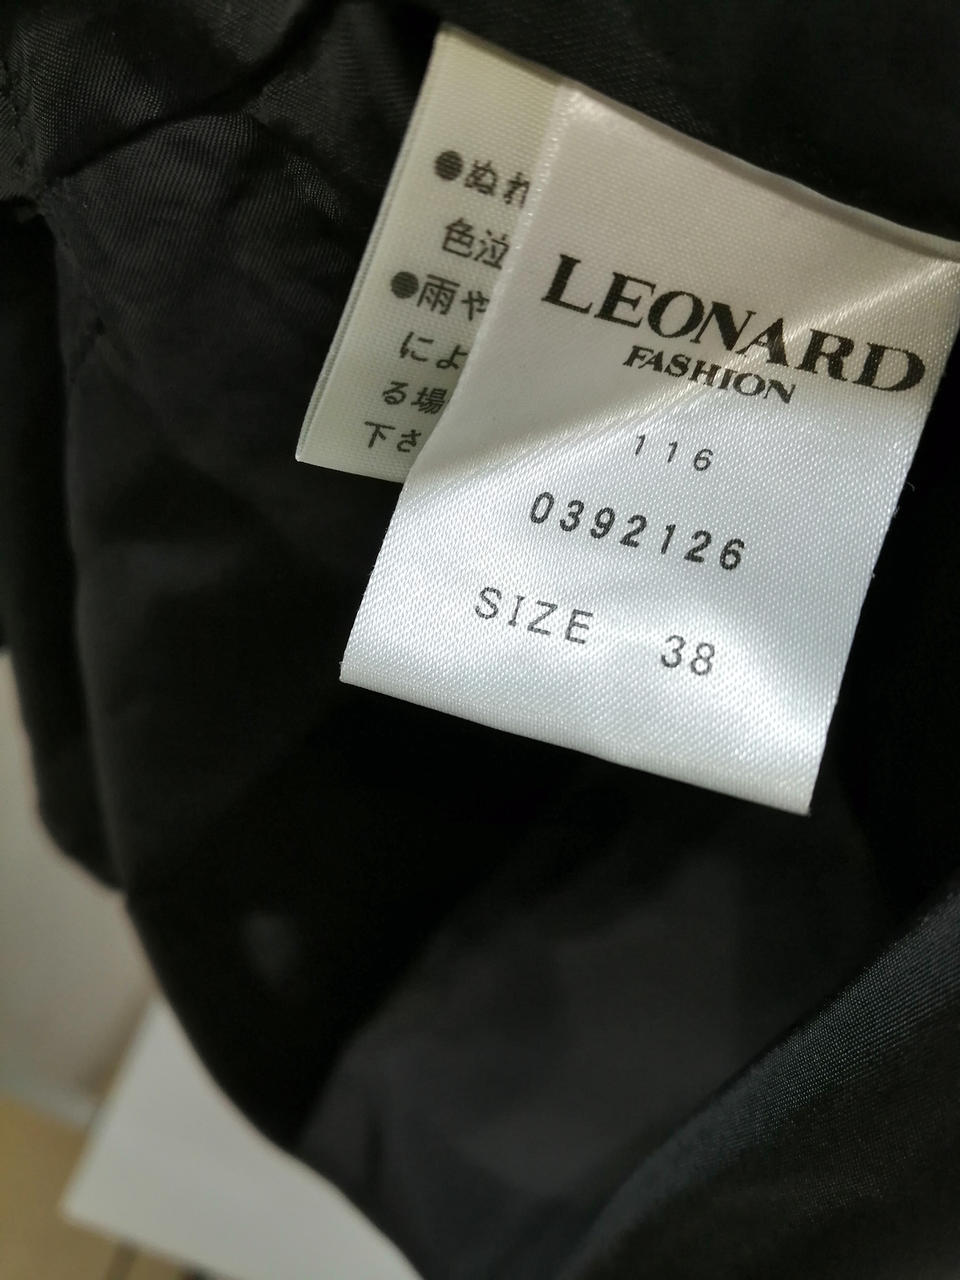 ●ぬれ
色泣
●雨や
によ
る場
下さ
LEONARD
FASHION
116
0392126
SIZE 38